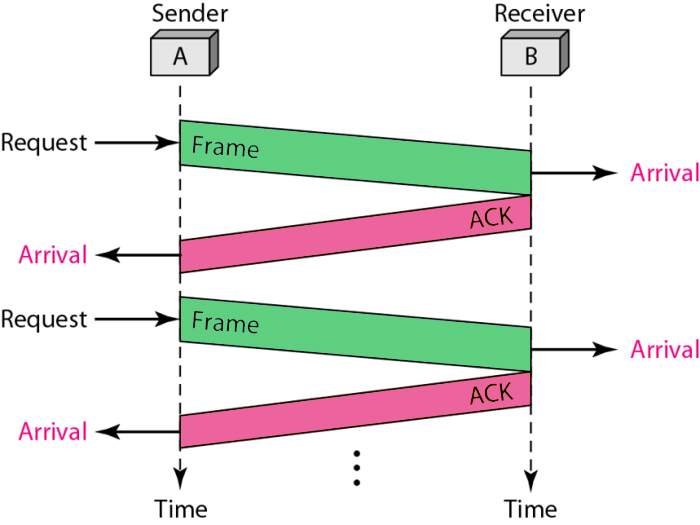 Sender
Receiver
A
B
Request
Frame
Arrival
ACK
Arrival
Request
Frame
Arrival
ACK
Arrival
Time
Time